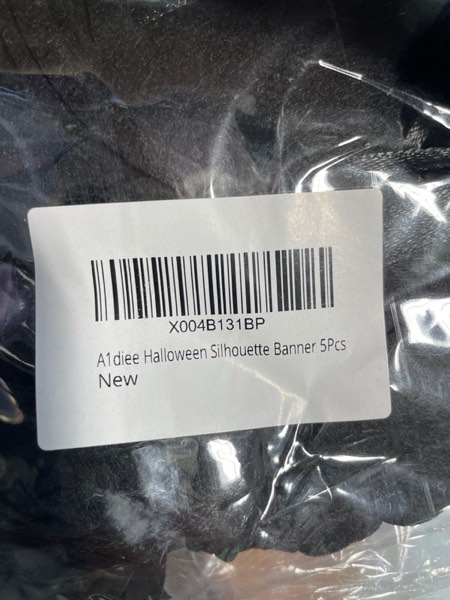 X004B131BP
A1diee Halloween Silhouette Banner 5Pcs
New